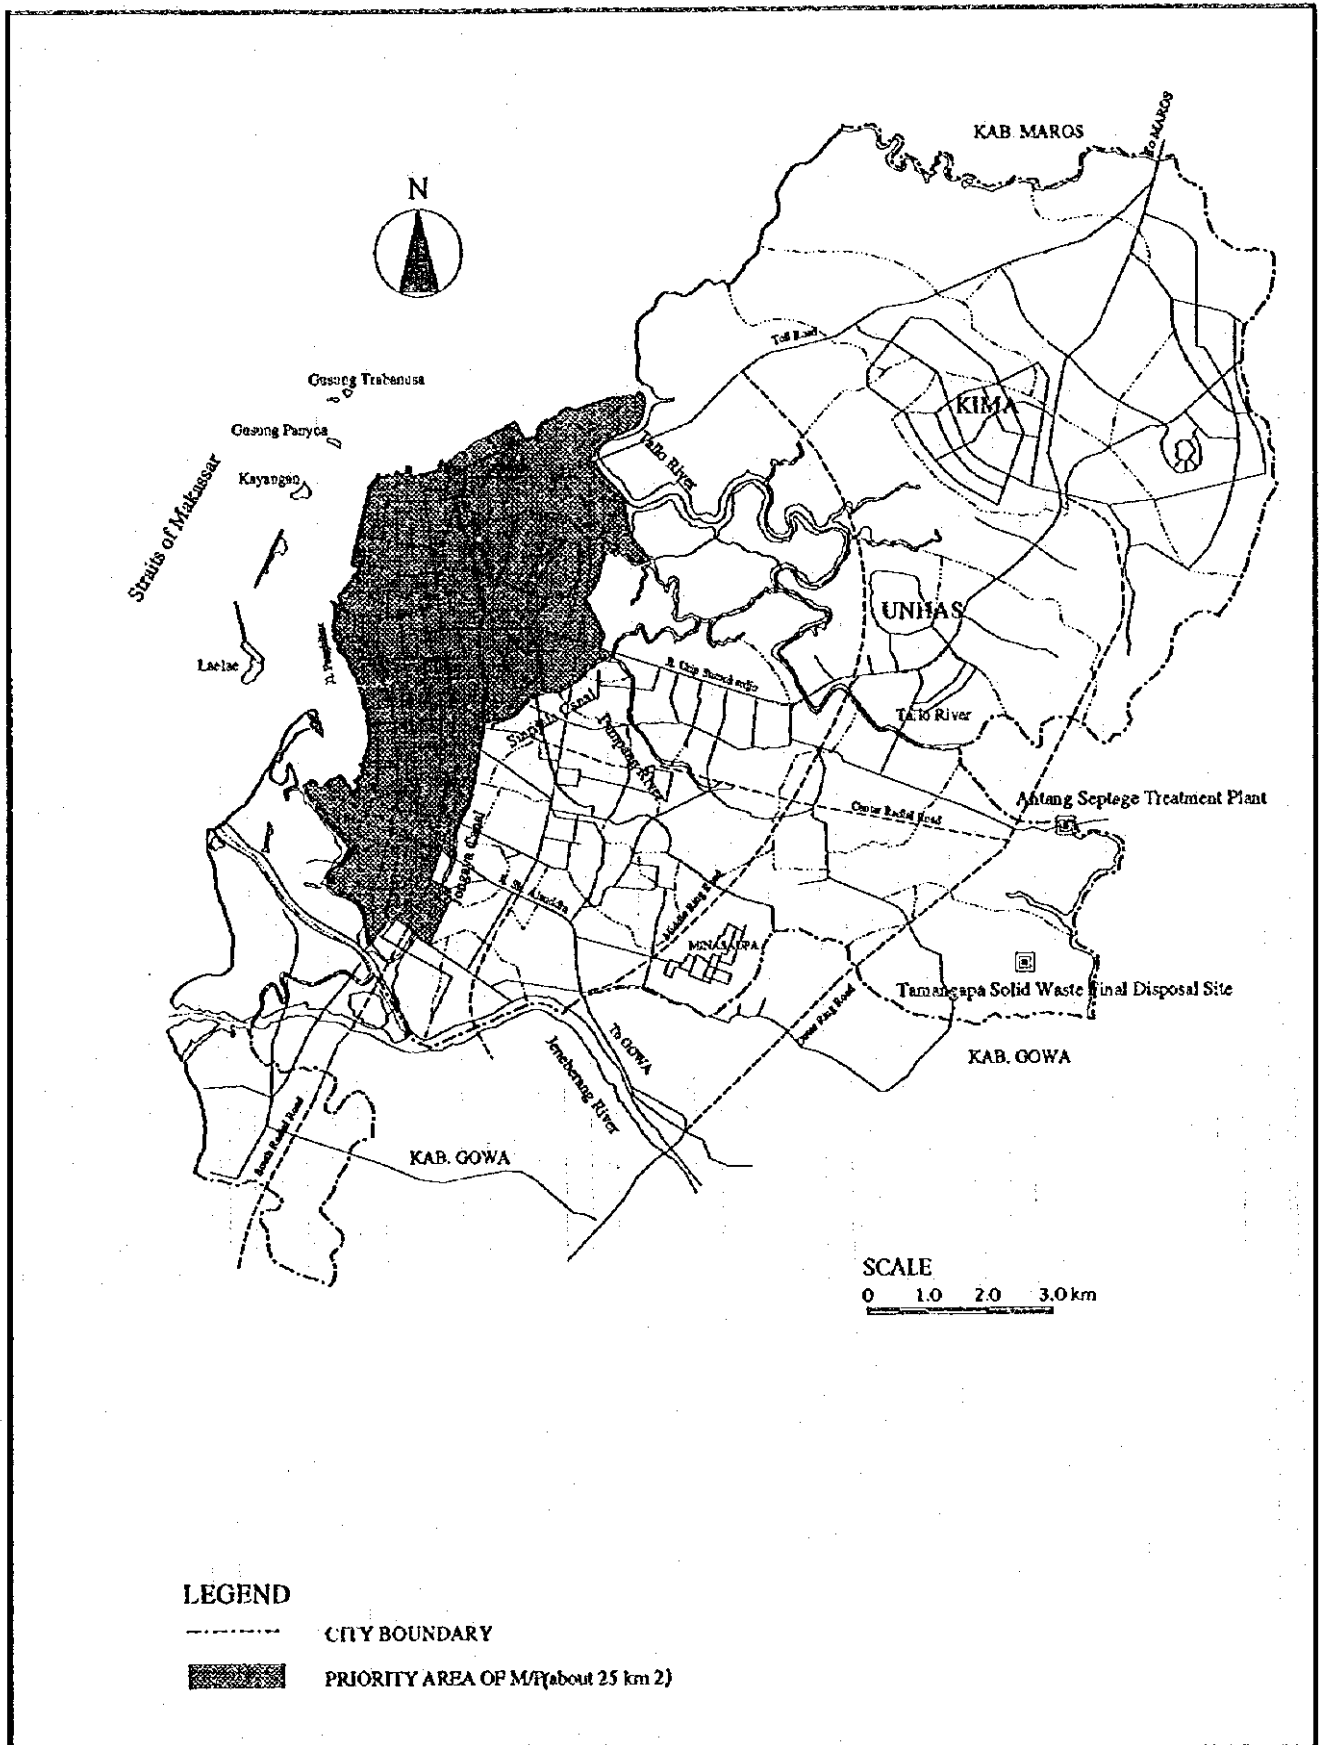 KAB. MAROS
To MAROS
N
Toll Road
Gusung Trabanusa
KIMA
Gusung Panyoa
Tallo River
Kayangan
Straits of Makassar
UNHAS
Laelae
Tallo River
Canal
River
Antang Septege Treatment Plant
Center Radial Road
Jongaya Canal
Middle Ring Road
MINASAUPA
Tamangapa Solid Waste Final Disposal Site
Outer Ring Road
To GOWA
KAB. GOWA
Jeneberang River
South Radial Road
KAB. GOWA
SCALE
0 1.0 2.0 3.0 km
LEGEND
CITY BOUNDARY
PRIORITY AREA OF M/P(about 25 km 2)